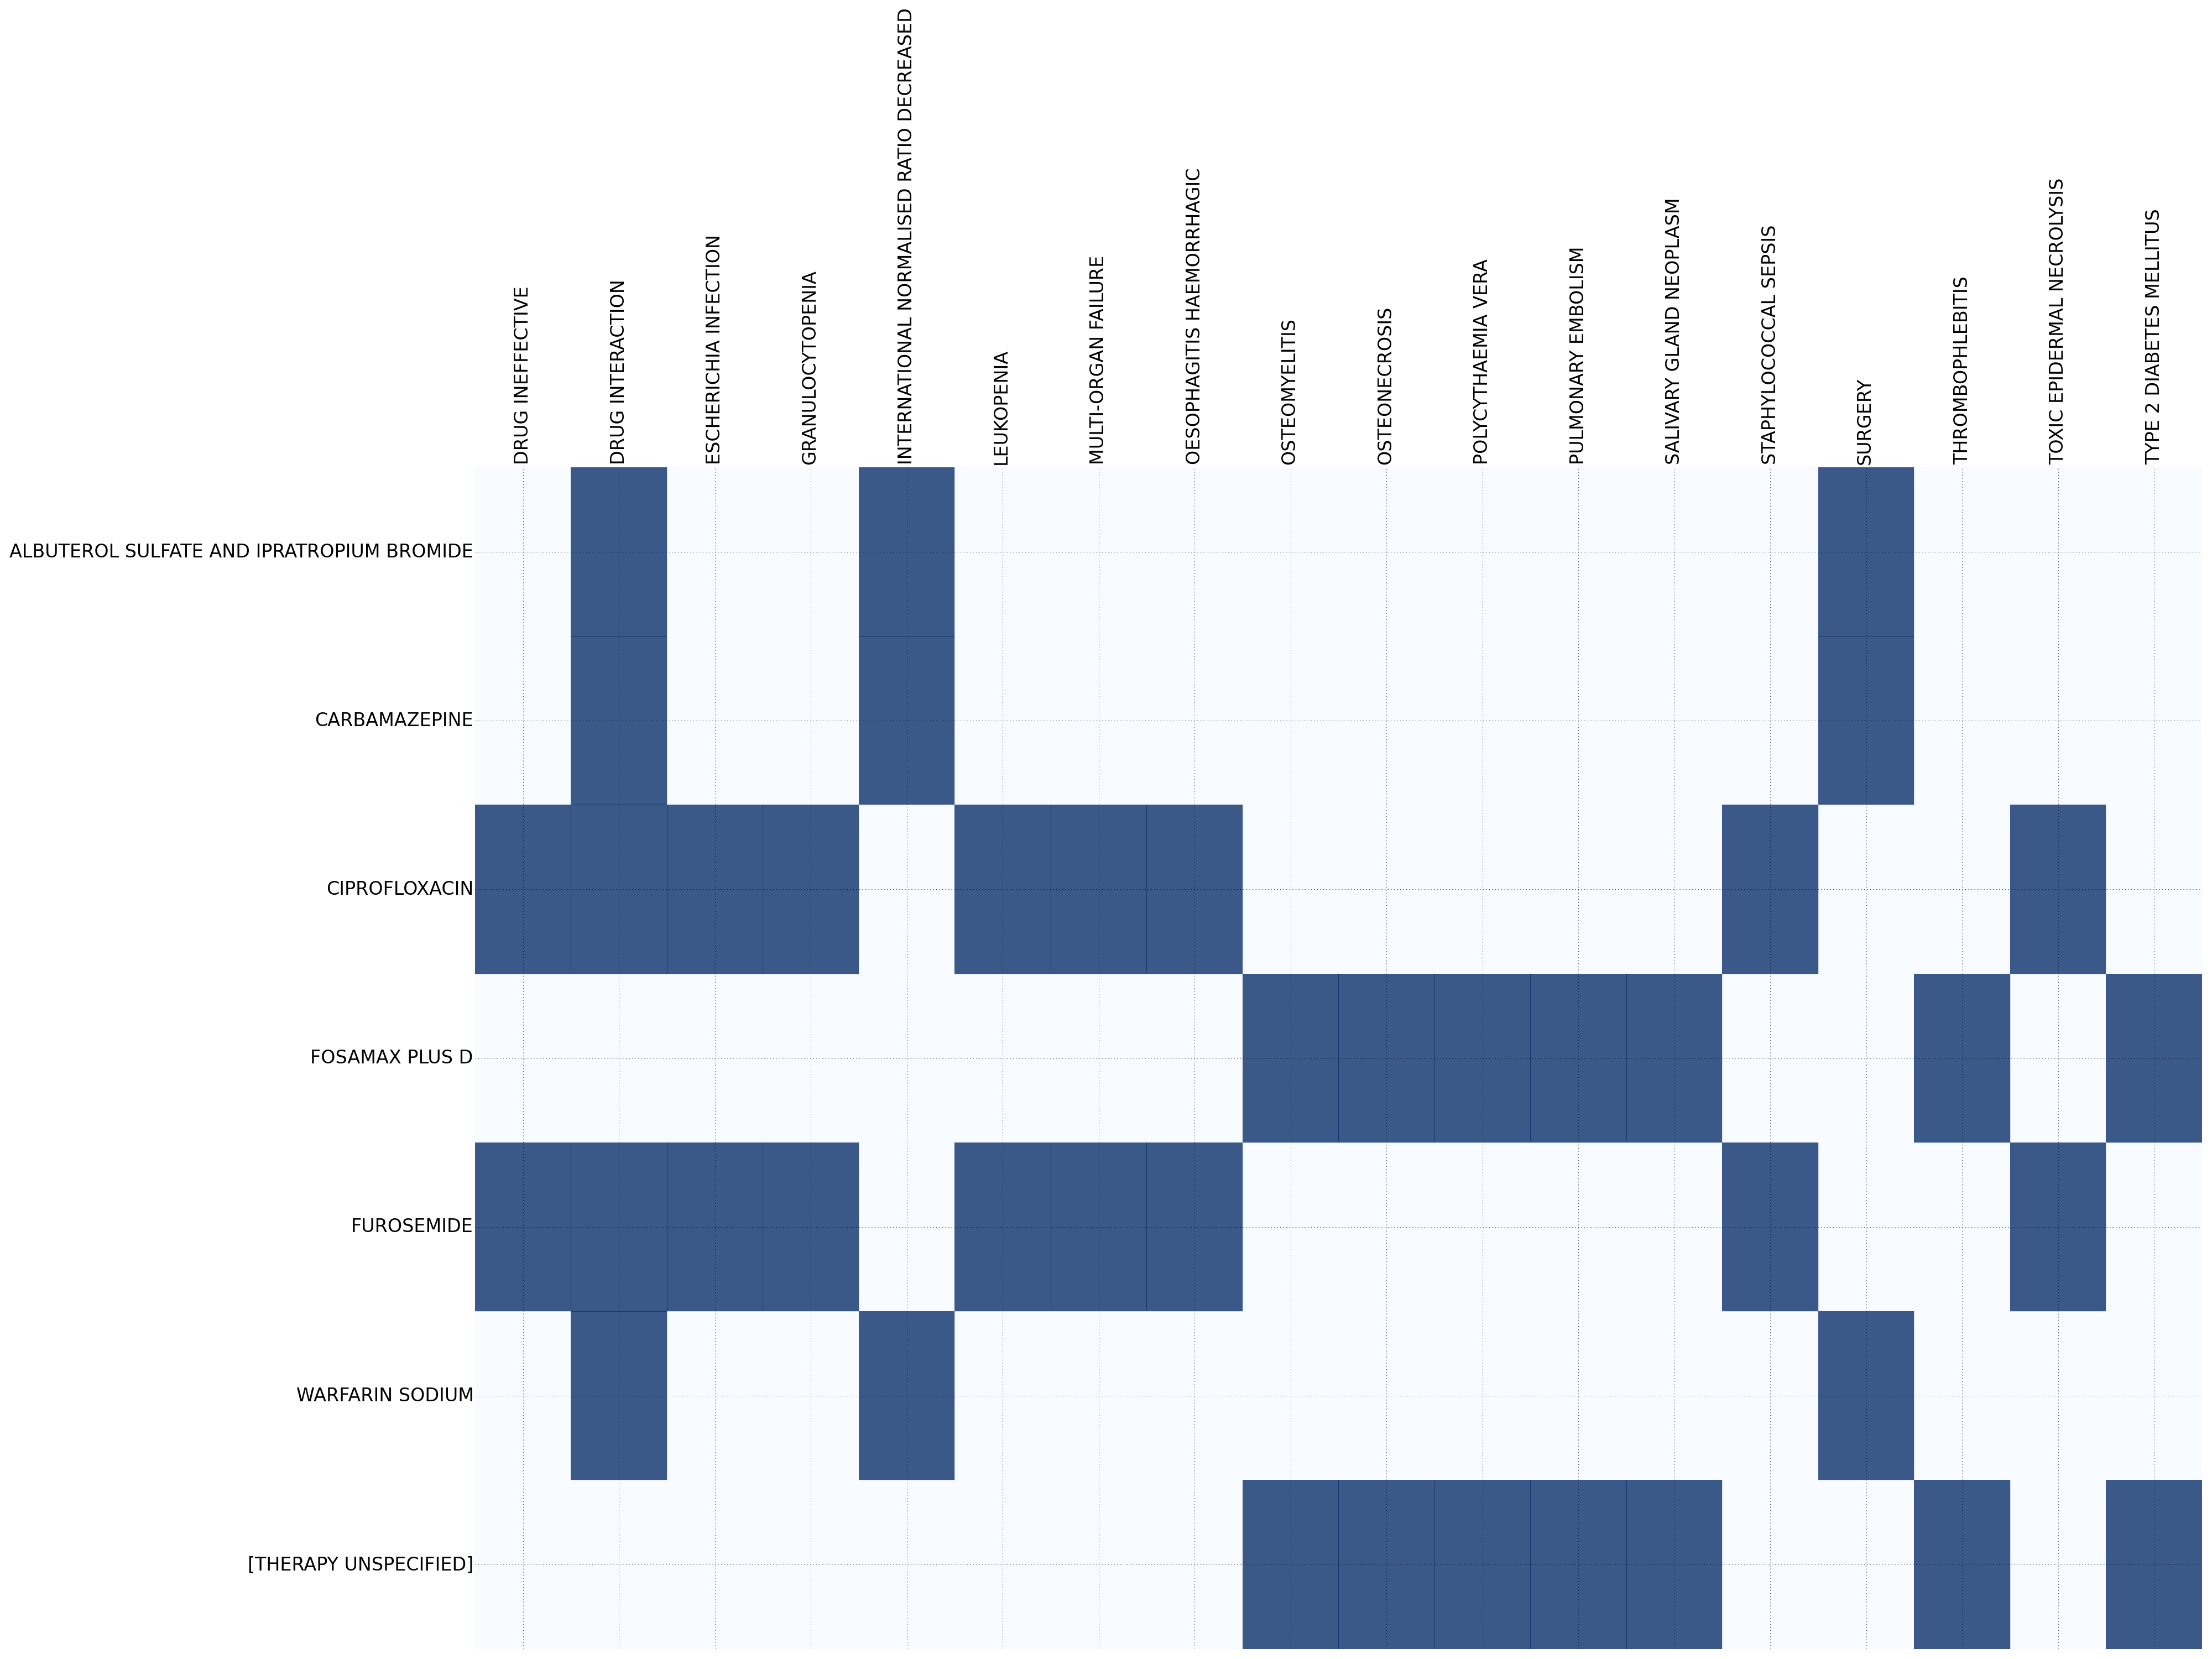 DRUG INEFFECTIVE
DRUG INTERACTION
ESCHERICHIA INFECTION
GRANULOCYTOPENIA
INTERNATIONAL NORMALISED RATIO DECREASED
LEUKOPENIA
MULTI-ORGAN FAILURE
OESOPHAGITIS HAEMORRHAGIC
OSTEOMYELITIS
OSTEONECROSIS
POLYCYTHAEMIA VERA
PULMONARY EMBOLISM
SALIVARY GLAND NEOPLASM
STAPHYLOCOCCAL SEPSIS
SURGERY
THROMBOPHLEBITIS
TOXIC EPIDERMAL NECROLYSIS
TYPE 2 DIABETES MELLITUS
ALBUTEROL SULFATE AND IPRATROPIUM BROMIDE
CARBAMAZEPINE
CIPROFLOXACIN
FOSAMAX PLUS D
FUROSEMIDE
WARFARIN SODIUM
[THERAPY UNSPECIFIED]